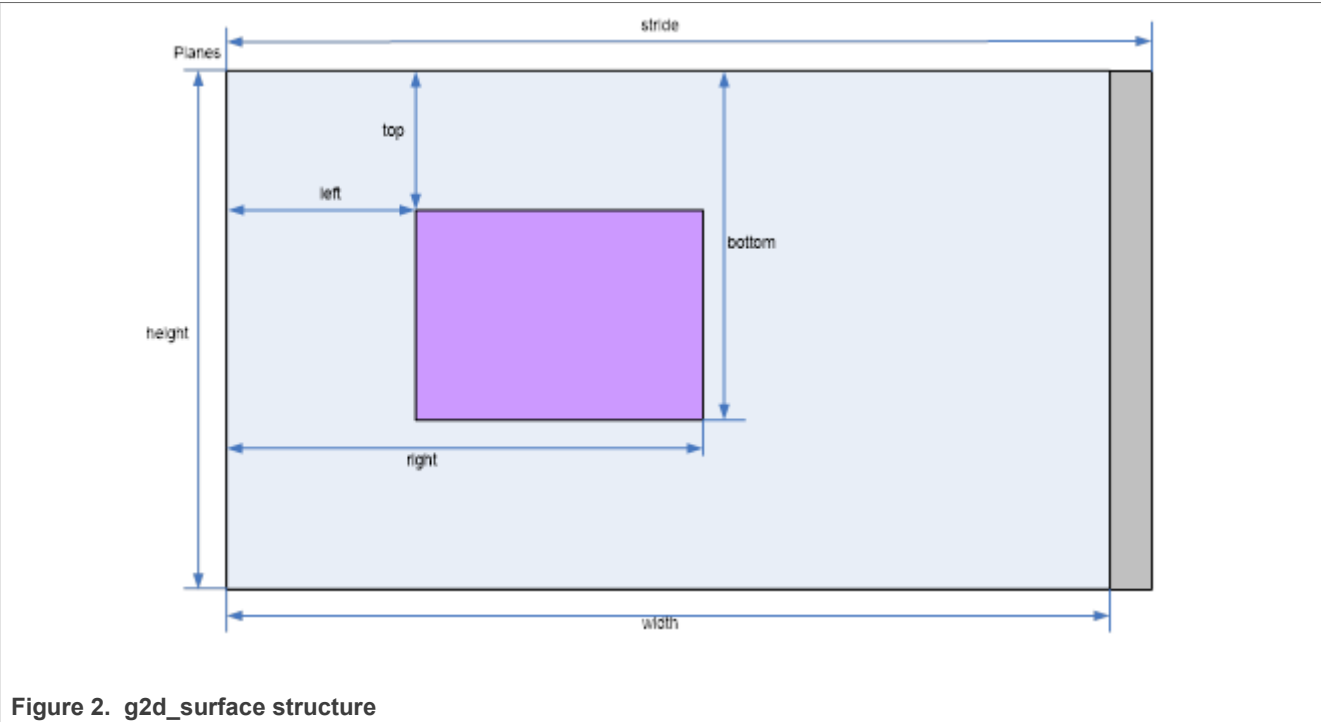 stride
Planes
top
left
bottom
height
right
width
Figure 2. g2d_surface structure